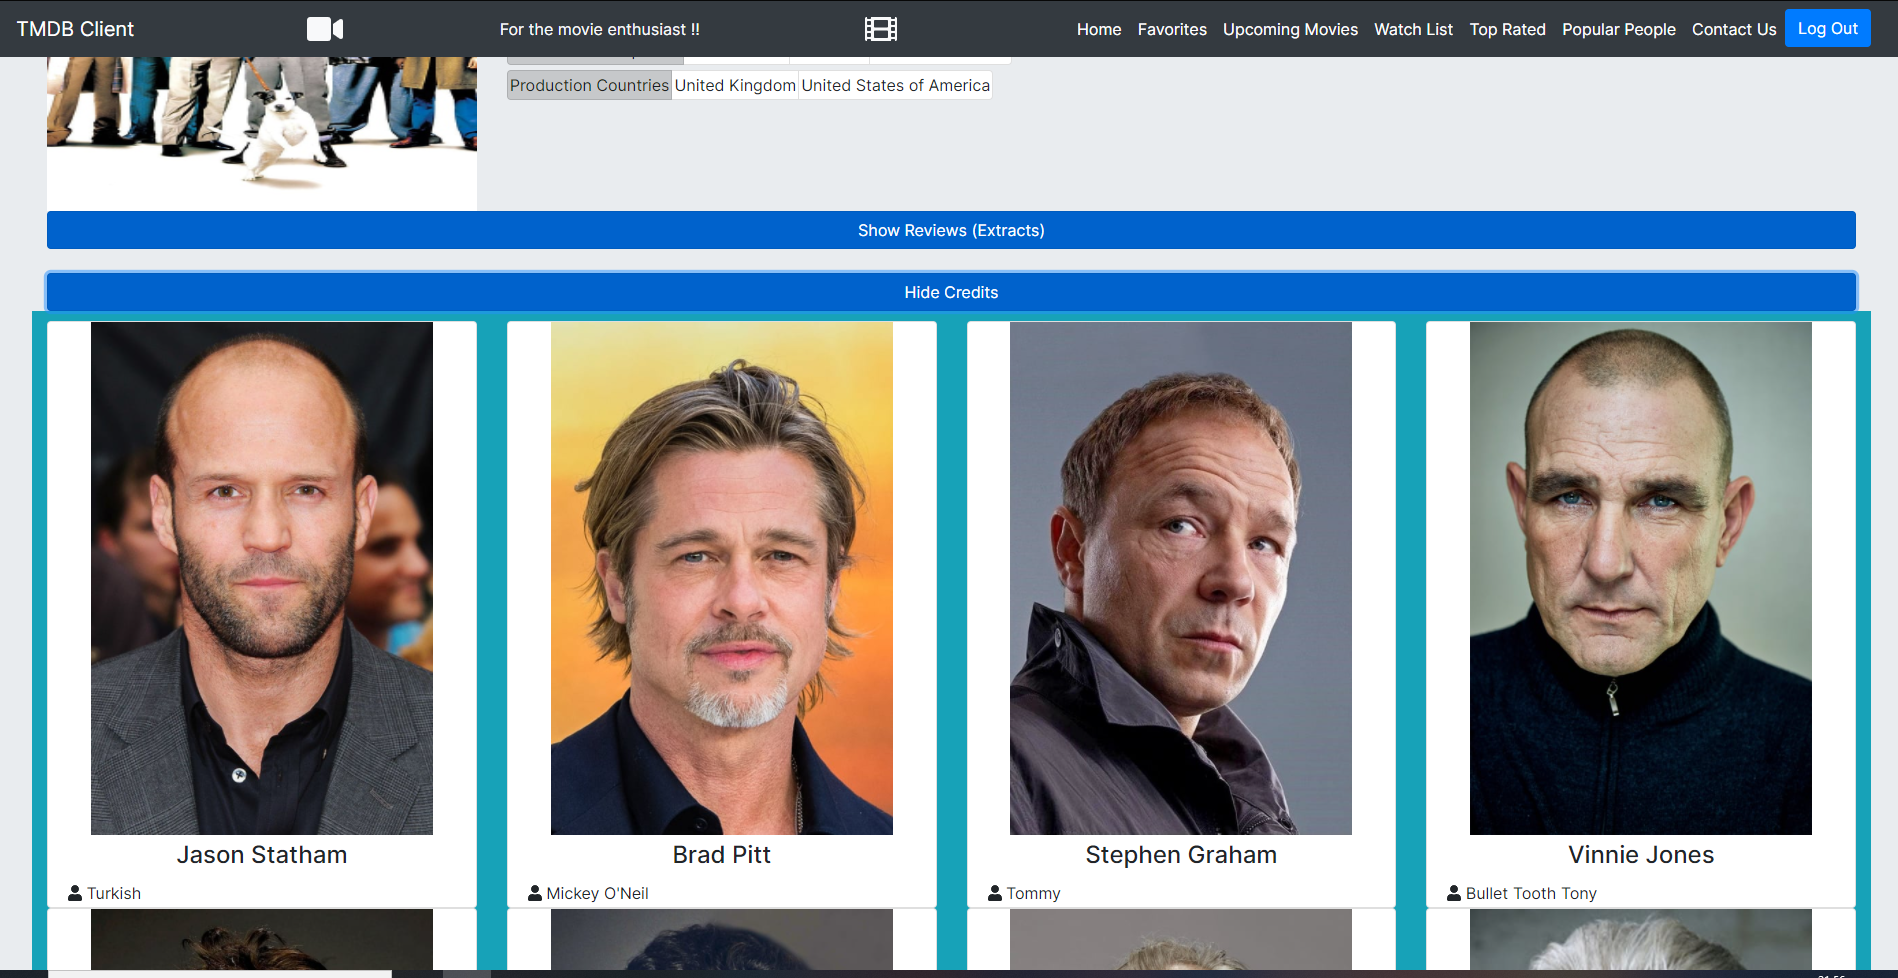 TMDB Client For the movie enthusiast !! Home Favorites Upcoming Movies Watch List Top Rated Popular People Contact Us Log Out
Production Countries United Kingdom United States of America
Show Reviews (Extracts)
Hide Credits
Jason Statham Brad Pitt Stephen Graham Vinnie Jones
Turkish Mickey O'Neil Tommy Bullet Tooth Tony